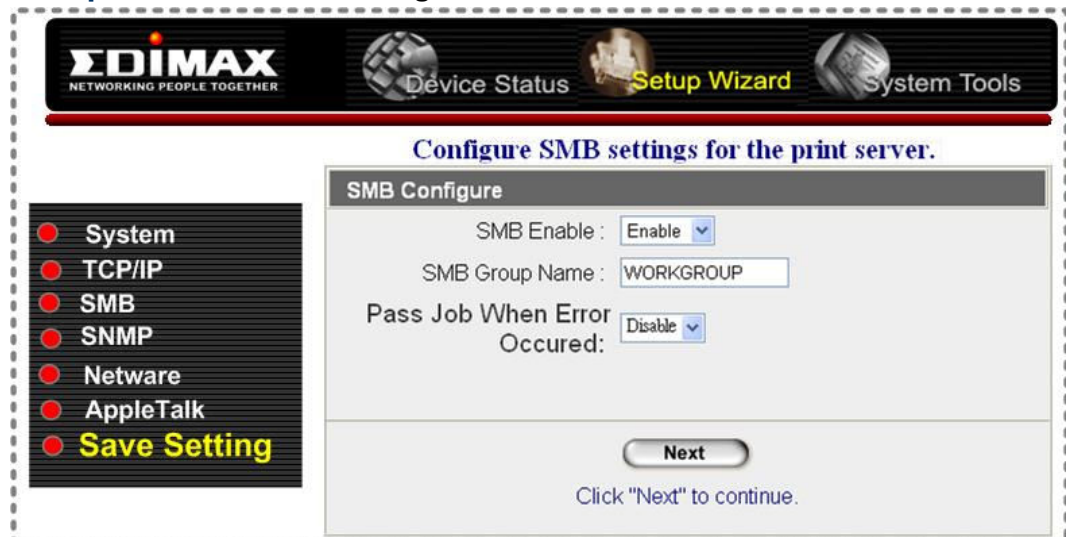 EDIMAX
NETWORKING PEOPLE TOGETHER
Device Status
Setup Wizard
System Tools
Configure SMB settings for the print server.
SMB Configure
System
TCP/IP
SMB
SNMP
Netware
AppleTalk
Save Setting
SMB Enable : Enable
SMB Group Name : WORKGROUP
Pass Job When Error
Occured: Disable
Next
Click "Next" to continue.